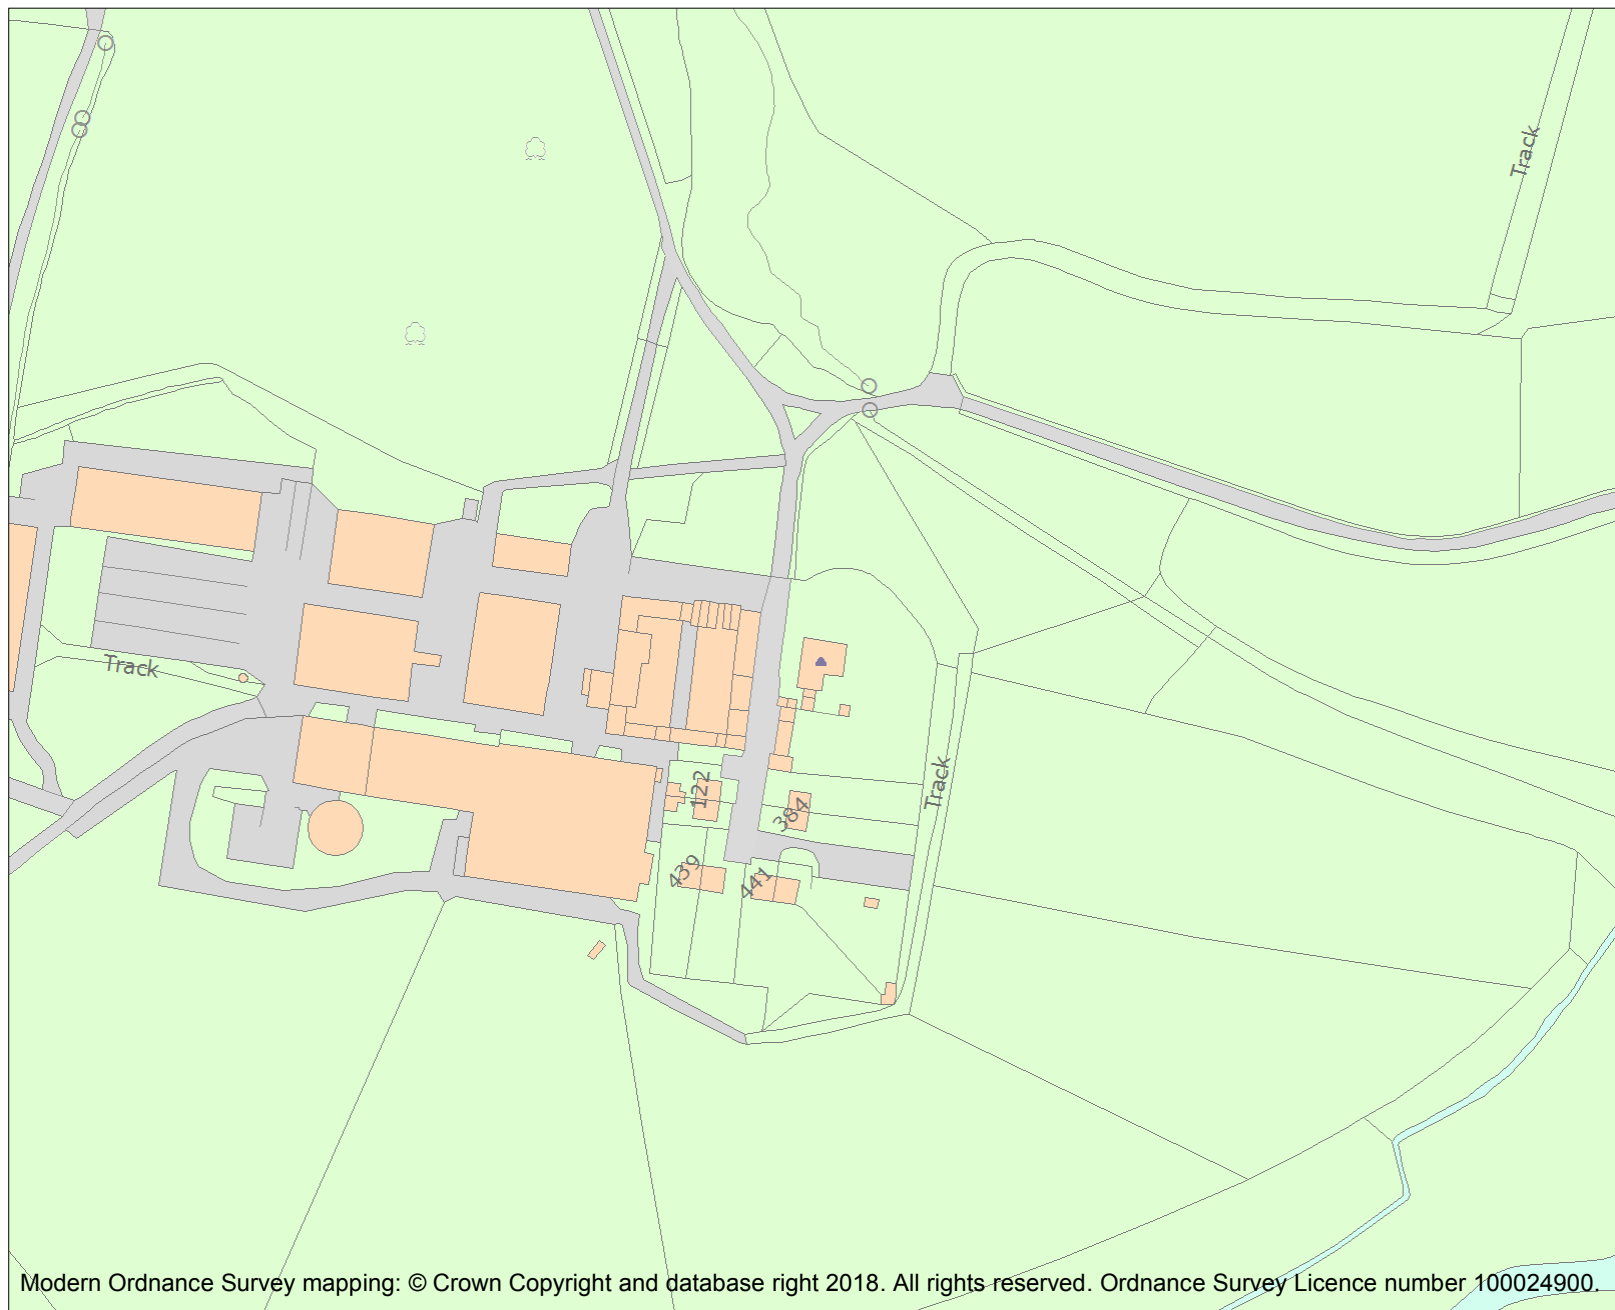 Track
Track
122
Track
384
439
441
Modern Ordnance Survey mapping: © Crown Copyright and database right 2018. All rights reserved. Ordnance Survey Licence number 100024900.